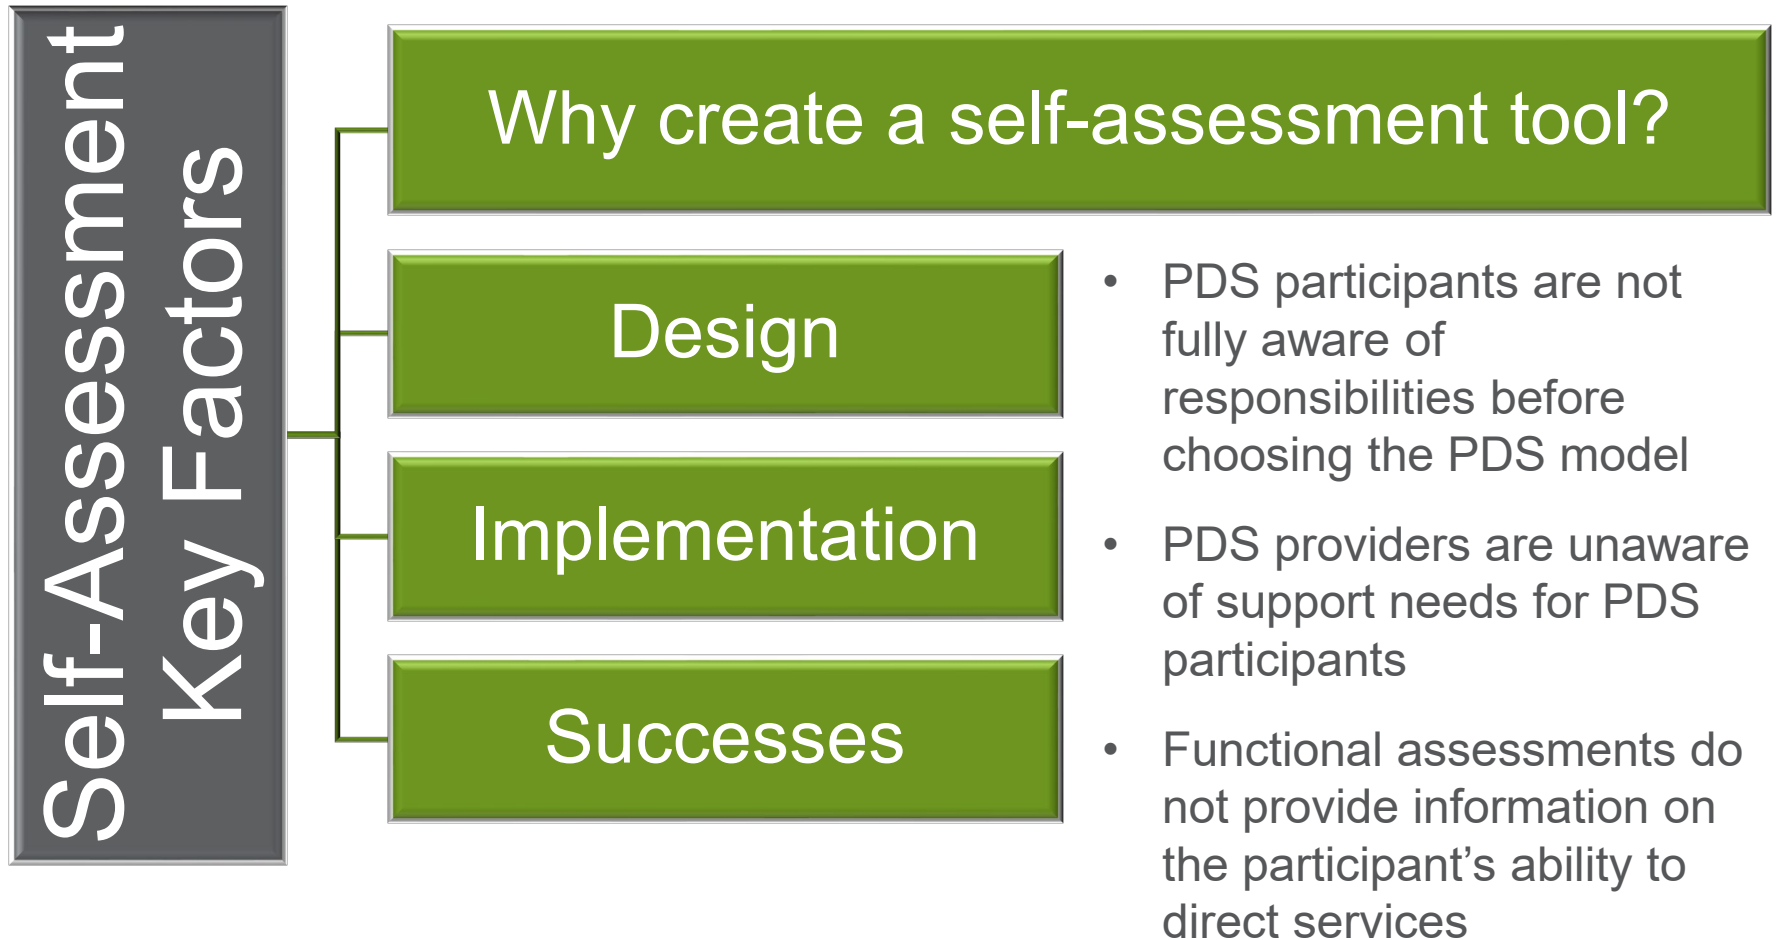 Self-Assessment
Key Factors
Why create a self-assessment tool?
Design
Implementation
Successes
• PDS participants are not
fully aware of
responsibilities before
choosing the PDS model
• PDS providers are unaware
of support needs for PDS
participants
• Functional assessments do
not provide information on
the participant’s ability to
direct services